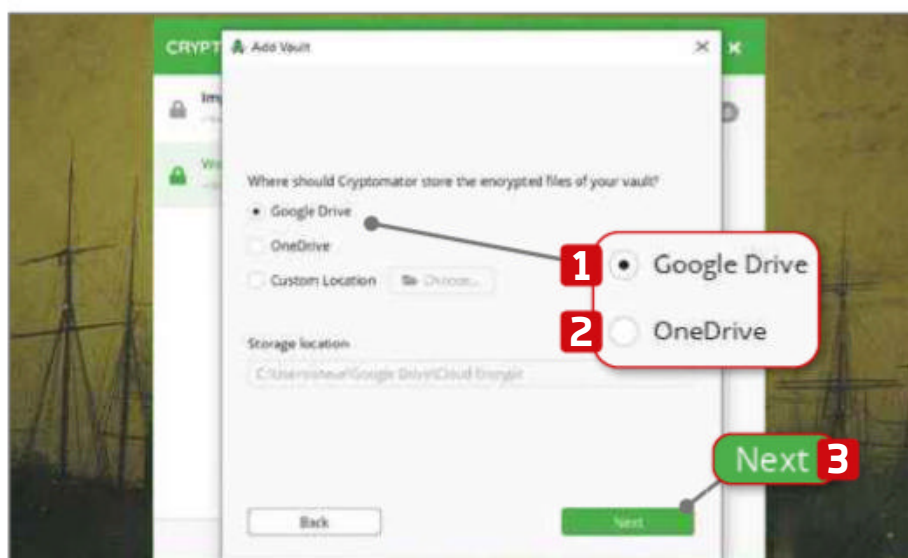 CRYPT
Add Vault
Where should Cryptomator store the encrypted files of your vault?
Google Drive
OneDrive
Custom Location Choose...
1 Google Drive
2 OneDrive
Storage location
Next 3
Back
Next